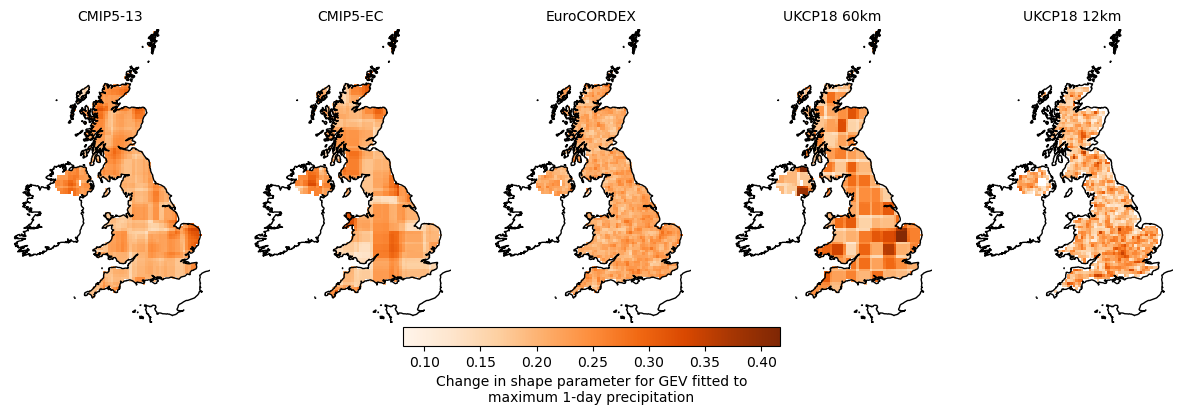 CMIP5-13
CMIP5-EC
EuroCORDEX
UKCP18 60km
UKCP18 12km
0.10 0.15 0.20 0.25 0.30 0.35 0.40
Change in shape parameter for GEV fitted to
maximum 1-day precipitation